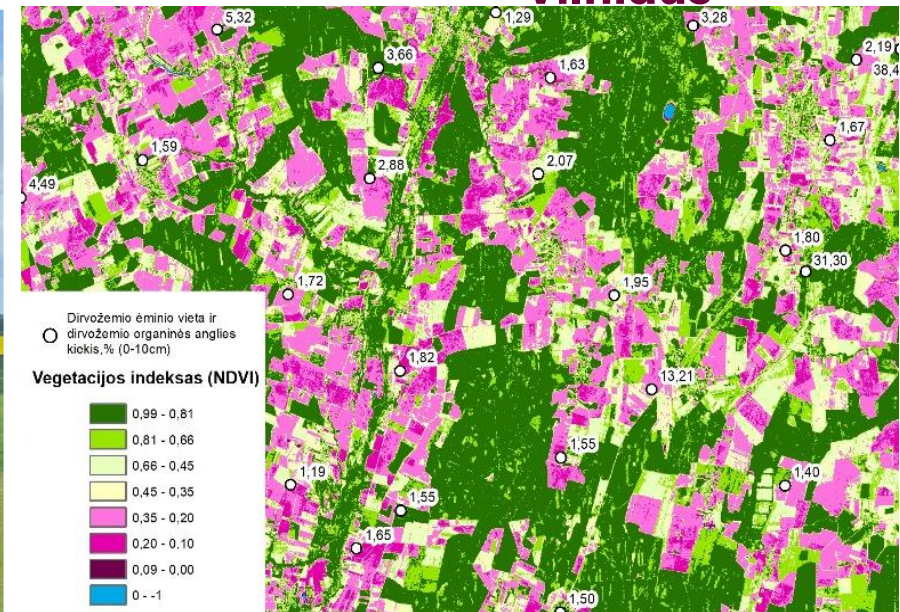 5,32
1,29
3,28
3,66
2,19
1,63
1,67
1,59
2,88
2,07
4,49
1,80
31,30
1,72
1,95
Dirvožemio ėminio vieta ir
dirvožemio organinės anglies
kiekis,% (0-10cm)
Vegetacijos indeksas (NDVI)
0,99 - 0,81
0,81 - 0,66
0,66 - 0,45
0,45 - 0,35
0,35 - 0,20
0,20 - 0,10
0,09 - 0,00
0 - -1
1,82
13,21
1,55
1,19
1,40
1,55
1,65
1,50